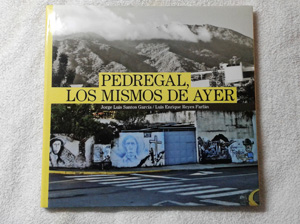 PEDREGAL,
LOS MISMOS DE AYER
Jorge Luis Santos García / Luis Enrique Reyes Farías